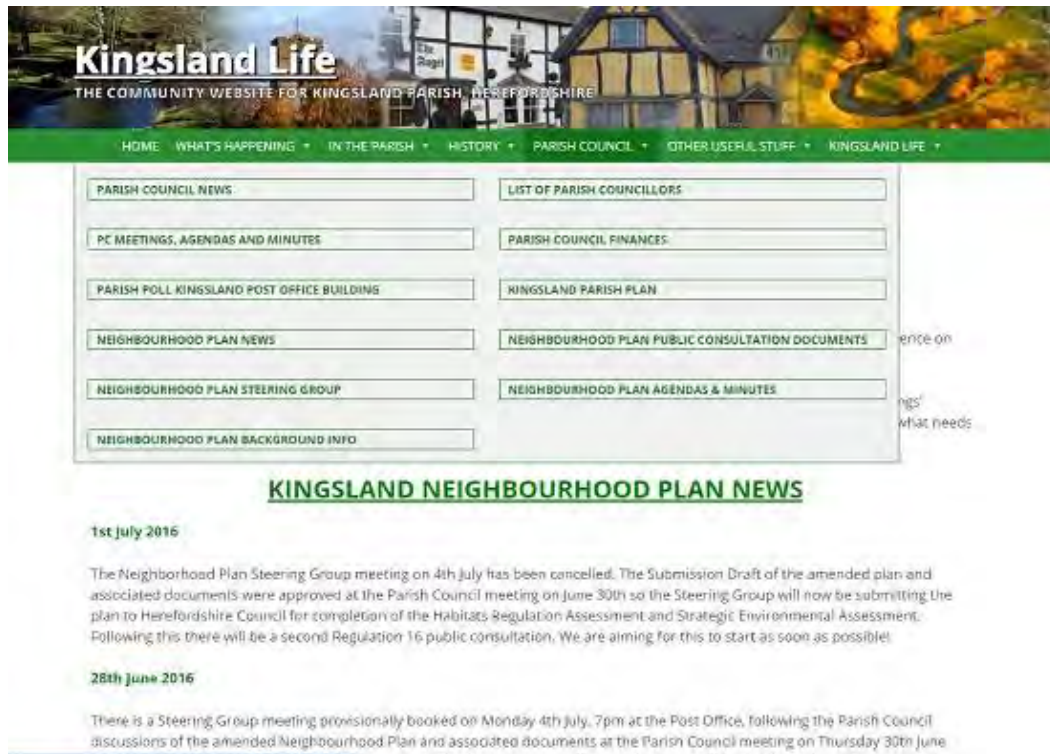 Kingsland Life
THE COMMUNITY WEBSITE FOR KINGSLAND PARISH, HEREFORDSHIRE
The
Angel
HOME WHAT'S HAPPENING IN THE PARISH HISTORY PARISH COUNCIL OTHER USEFUL STUFF KINGSLAND LIFE
PARISH COUNCIL NEWS LIST OF PARISH COUNCILLORS
PC MEETINGS, AGENDAS AND MINUTES PARISH COUNCIL FINANCES
PARISH POLL KINGSLAND POST OFFICE BUILDING KINGSLAND PARISH PLAN
NEIGHBOURHOOD PLAN NEWS NEIGHBOURHOOD PLAN PUBLIC CONSULTATION DOCUMENTS ence on
NEIGHBOURHOOD PLAN STEERING GROUP NEIGHBOURHOOD PLAN AGENDAS & MINUTES
ngs'
what needs
NEIGHBOURHOOD PLAN BACKGROUND INFO
KINGSLAND NEIGHBOURHOOD PLAN NEWS
1st July 2016
The Neighborhood Plan Steering Group meeting on 4th July has been cancelled. The Submission Draft of the amended plan and
associated documents were approved at the Parish Council meeting on June 30th so the Steering Group will now be submitting the
plan to Herefordshire Council for completion of the Habitats Regulation Assessment and Strategic Environmental Assessment.
Following this there will be a second Regulation 16 public consultation. We are aiming for this to start as soon as possible!
28th June 2016
There is a Steering Group meeting provisionally booked on Monday 4th July, 7pm at the Post Office, following the Parish Council
discussions of the amended Neighbourhood Plan and associated documents at the Parish Council meeting on Thursday 30th June